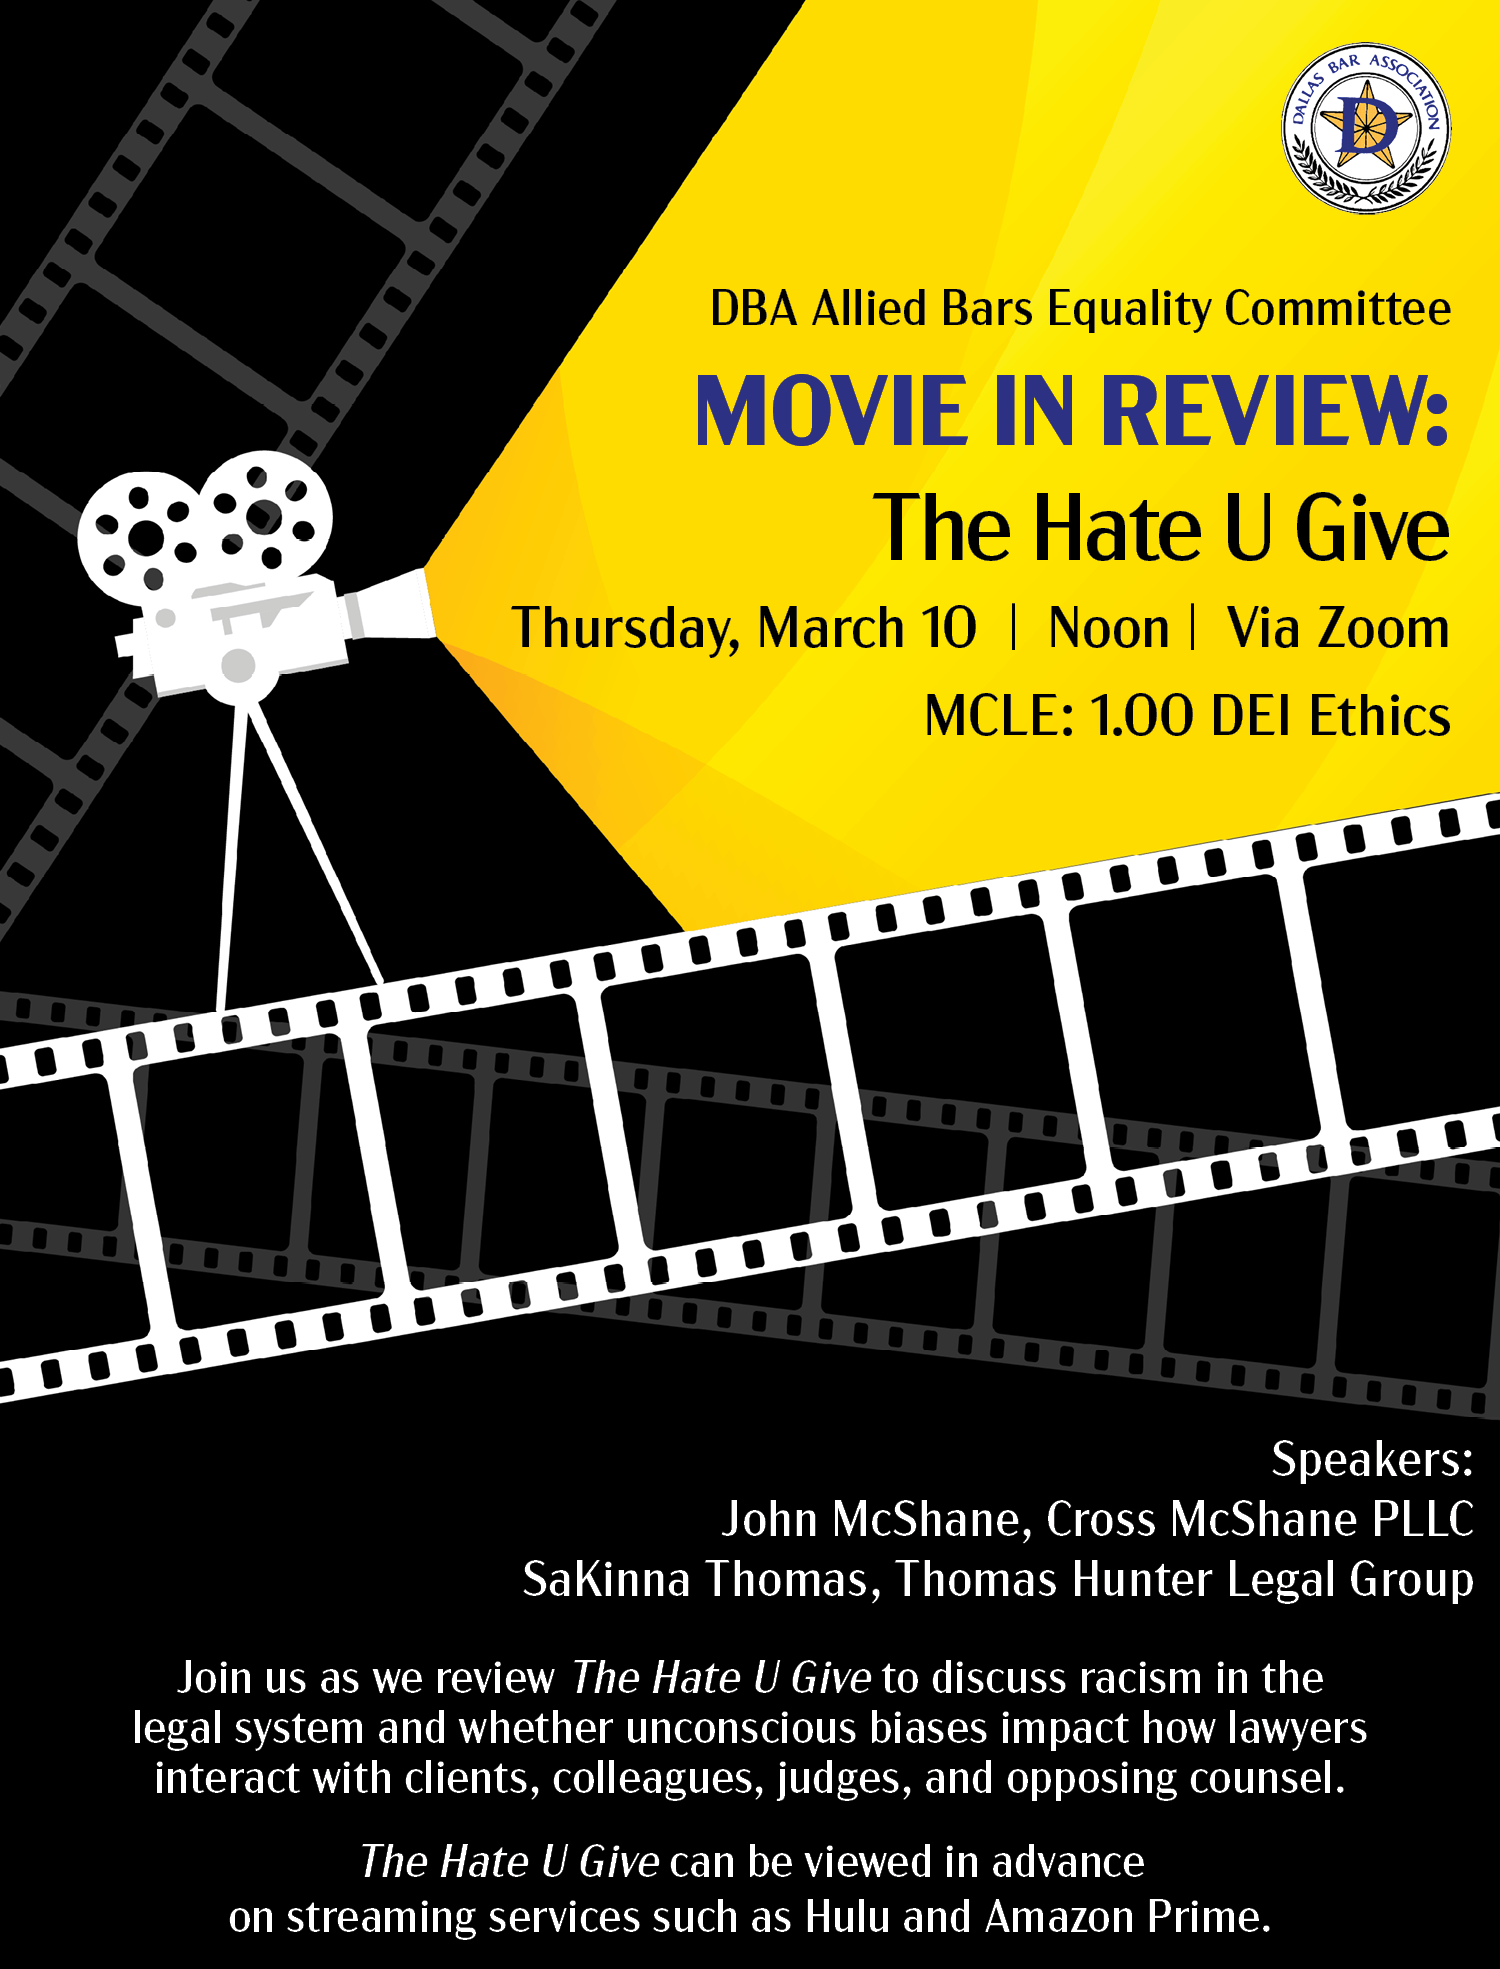 DALLAS BAR ASSOCIATION
D
DBA Allied Bars Equality Committee
MOVIE IN REVIEW:
The Hate U Give
Thursday, March 10 | Noon | Via Zoom
MCLE: 1.00 DEI Ethics
Speakers:
John McShane, Cross McShane PLLC
SaKinna Thomas, Thomas Hunter Legal Group
Join us as we review The Hate U Give to discuss racism in the
legal system and whether unconscious biases impact how lawyers
interact with clients, colleagues, judges, and opposing counsel.
The Hate U Give can be viewed in advance
on streaming services such as Hulu and Amazon Prime.